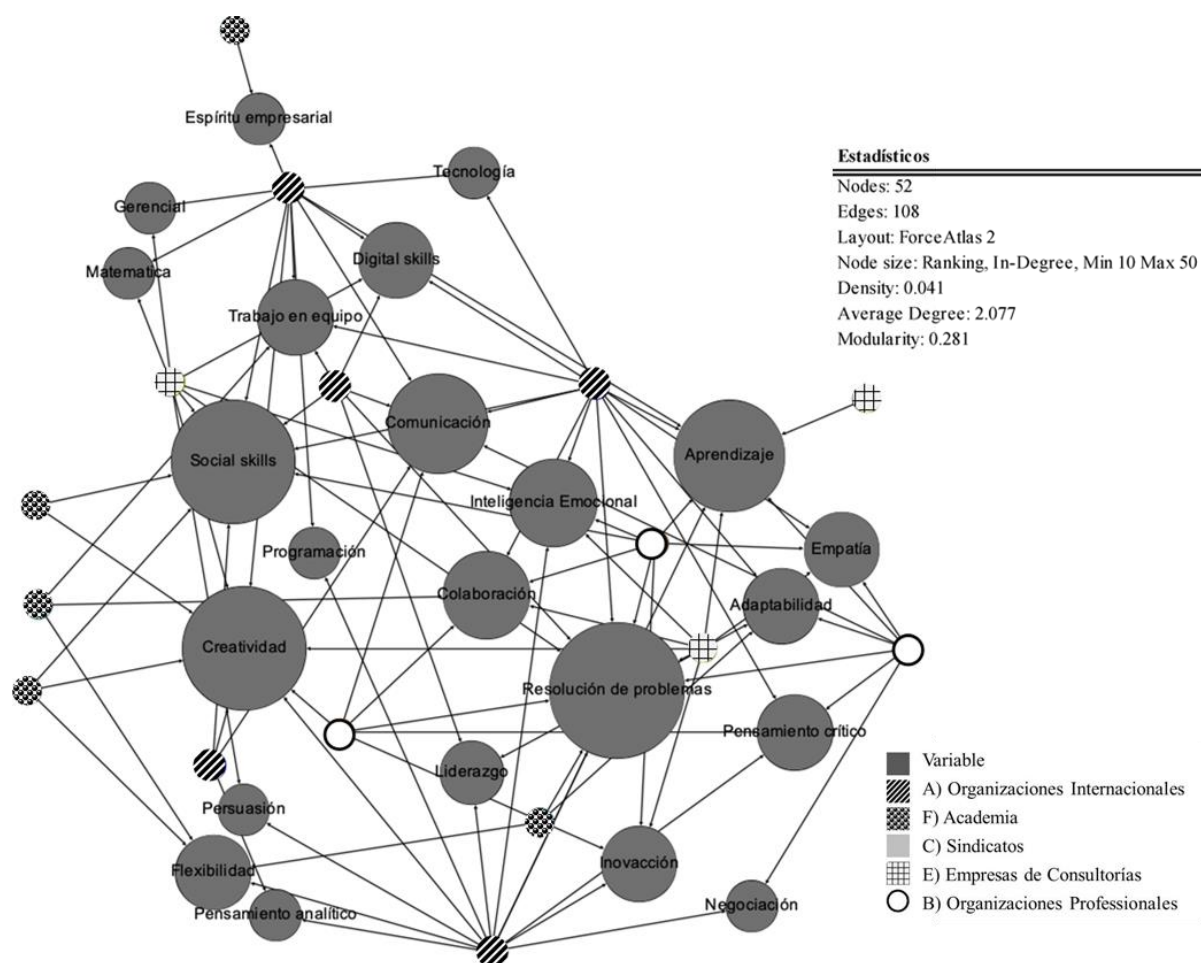 Espíritu empresarial
Tecnología
Gerencial
Matematica
Digital skills
Trabajo en equipo
Comunicación
Social skills
Aprendizaje
Inteligencia Emocional
Programación
Empatía
Colaboración
Adaptabilidad
Creatividad
Resolución de problemas
Pensamiento crítico
Liderazgo
Persuasión
Flexibilidad
Inovacción
Pensamiento analítico
Negociación
Estadísticos
Nodes: 52
Edges: 108
Layout: ForceAtlas 2
Node size: Ranking, In-Degree, Min 10 Max 50
Density: 0.041
Average Degree: 2.077
Modularity: 0.281
Variable
A) Organizaciones Internacionales
F) Academia
C) Sindicatos
E) Empresas de Consultorías
B) Organizaciones Professionales